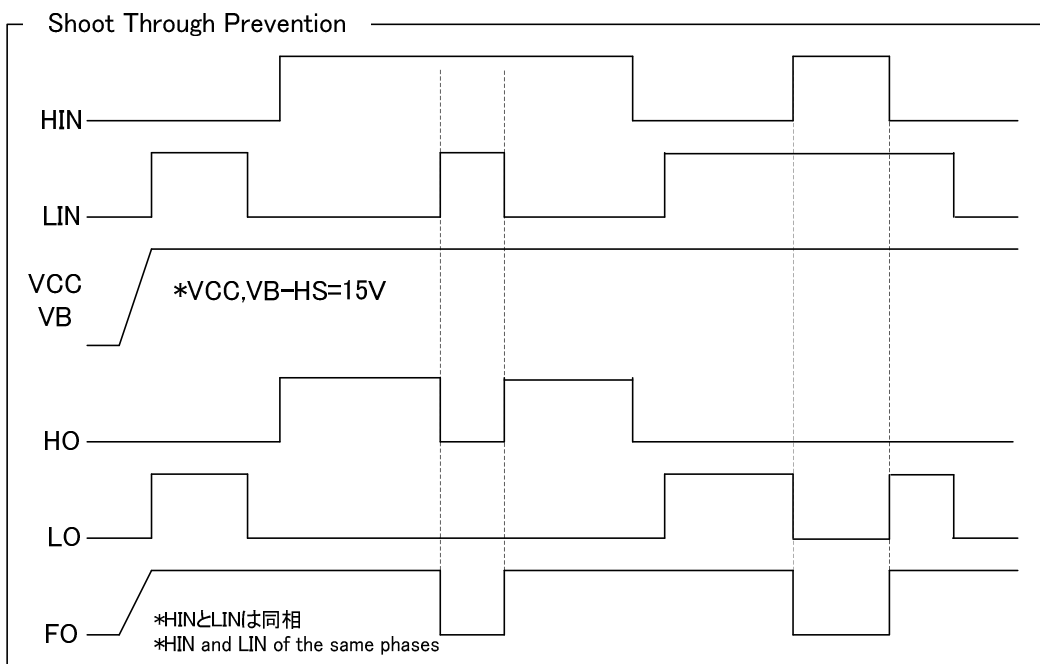 Shoot Through Prevention
HIN
LIN
VCC
VB
*VCC,VB-HS=15V
HO
LO
FO
*HINとLINは同相
*HIN and LIN of the same phases